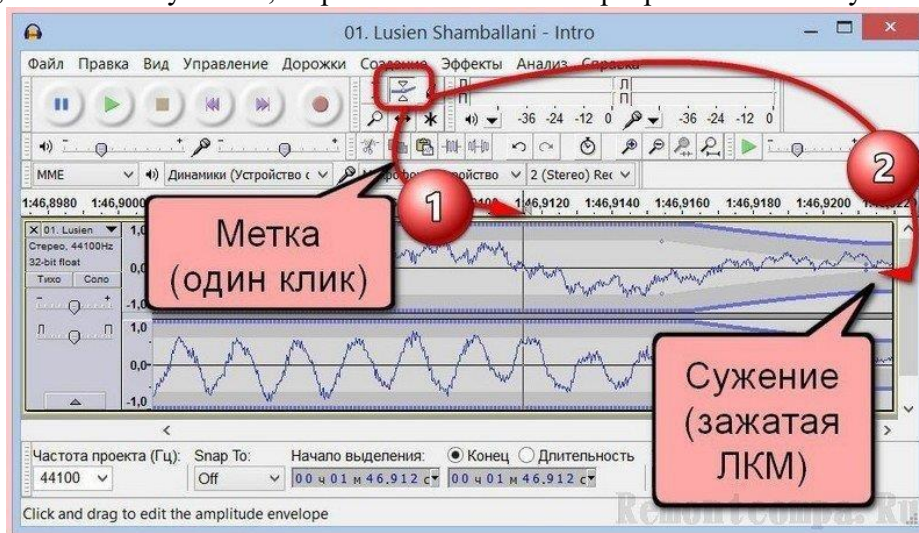 01. Lusien Shamballani - Intro
Файл Правка Вид Управление Дорожки Создание Эффекты Анализ Справка
Л
П
-36 -24 -12 0 -36 -24 -12 0
MME Динамики (Устройство с 2 (Stereo) Rec
1:46,8980 1:46,9000 1:46,9120 1:46,9140 1:46,9160 1:46,9180 1:46,9200
1
2
Метка
(один клик)
X 01. Lusien
Стерео, 44100Hz
32-bit float
Тихо Соло
- +
Л П
1,0
0,0
-1,0
1,0
0,0
-1,0
Сужение
(зажатая
ЛКМ)
Частота проекта (Гц): Snap To: Начало выделения: Конец Длительность
44100 Off 00 ч 01 м 46.912 с 00 ч 01 м 46.912 с
Click and drag to edit the amplitude envelope
Remontcompa.Ru